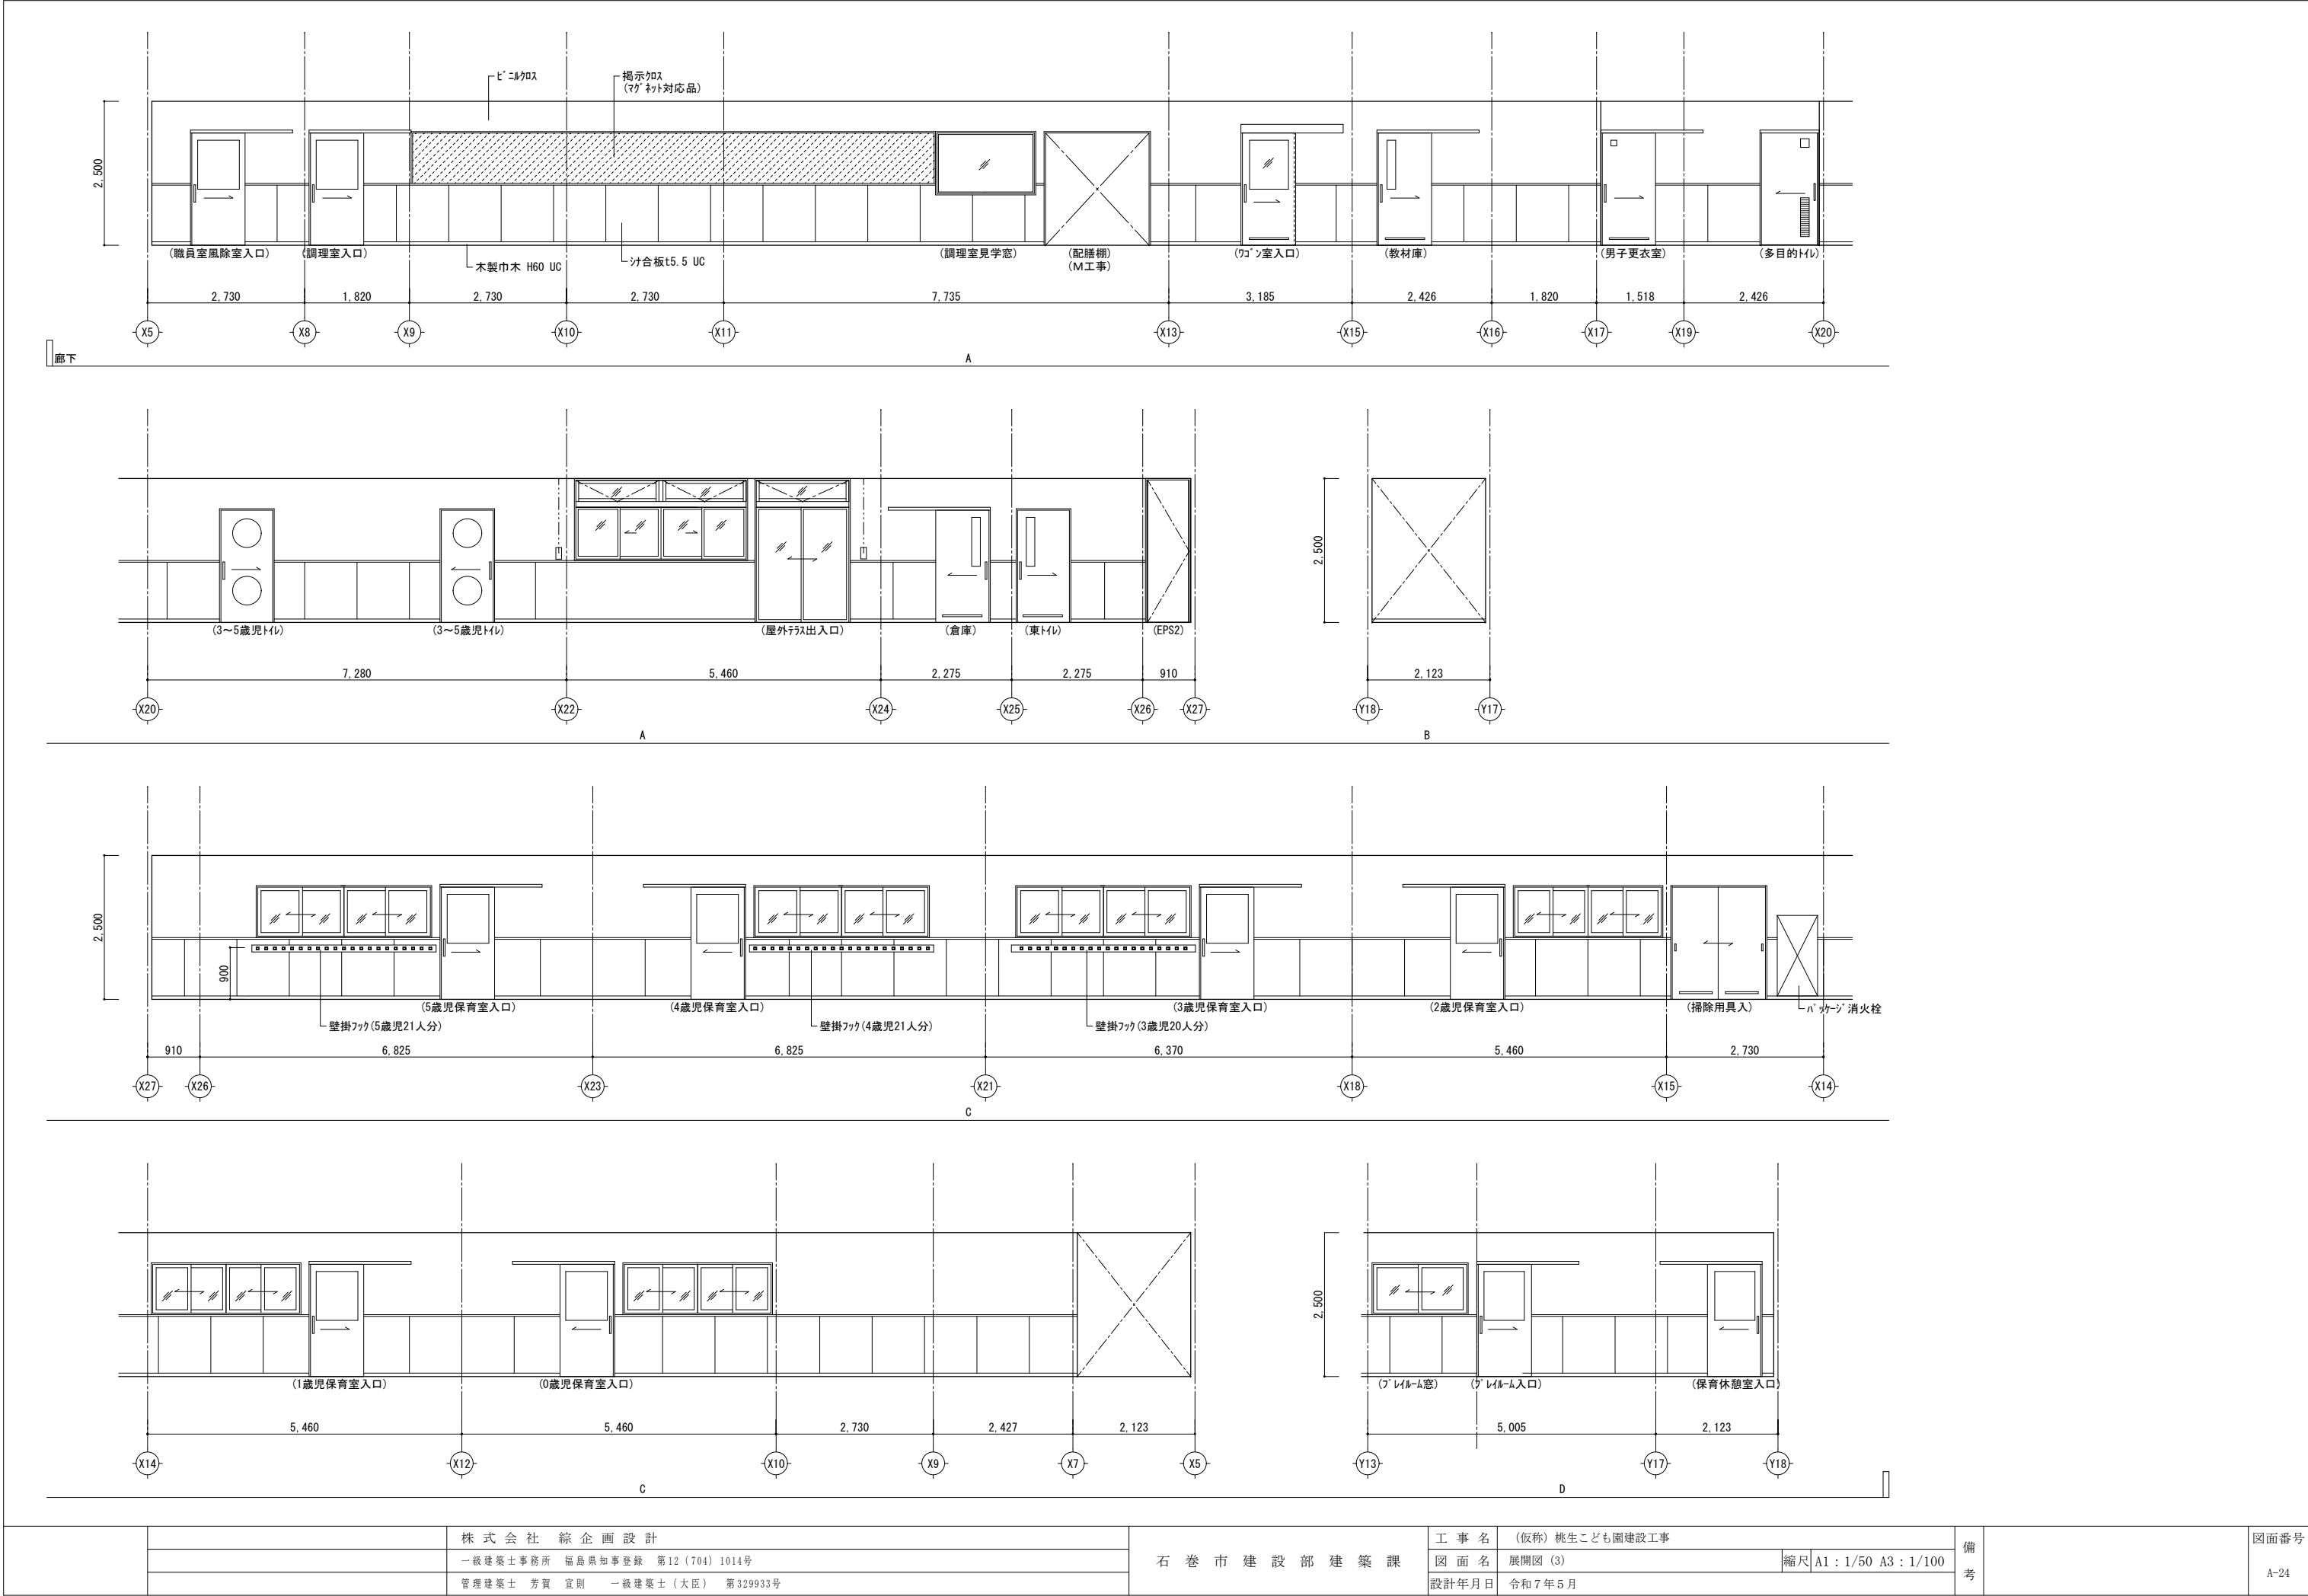 ﾋﾞﾆﾙｸﾛｽ
掲示ｸﾛｽ
(ﾏｸﾞﾈｯﾄ対応品)
2,500
(職員室風除室入口)
(調理室入口)
木製巾木 H60 UC
ｼﾅ合板t5.5 UC
(調理室見学窓)
(配膳棚)
(M工事)
(ﾜｺﾞﾝ室入口)
(教材庫)
(男子更衣室)
(多目的ﾄｲﾚ)
2,730 1,820 2,730 2,730 7,735 3,185 2,426 1,820 1,518 2,426
X5 X8 X9 X10 X11 X13 X15 X16 X17 X19 X20
廊下
A
2,500
(3～5歳児ﾄｲﾚ) (3～5歳児ﾄｲﾚ) (屋外ﾃﾗｽ出入口) (倉庫) (東ﾄｲﾚ) (EPS2)
7,280 5,460 2,275 2,275 910 2,123
X20 X22 X24 X25 X26 X27 Y18 Y17
A B
2,500
900
(5歳児保育室入口) (4歳児保育室入口) (3歳児保育室入口) (2歳児保育室入口) (掃除用具入) ﾊﾟｯｹｰｼﾞ消火栓
壁掛ﾌｯｸ(5歳児21人分) 壁掛ﾌｯｸ(4歳児21人分) 壁掛ﾌｯｸ(3歳児20人分)
910 6,825 6,825 6,370 5,460 2,730
X27 X26 X23 X21 X18 X15 X14
C
2,500
(1歳児保育室入口) (0歳児保育室入口) (ﾌﾟﾚｲﾙｰﾑ窓) (ﾌﾟﾚｲﾙｰﾑ入口) (保育休憩室入口)
5,460 5,460 2,730 2,427 2,123 5,005 2,123
X14 X12 X10 X9 X7 X5 Y13 Y17 Y18
C D
株式会社 綜企画設計
一級建築士事務所 福島県知事登録 第12(704)1014号
管理建築士 芳賀 宣則 一級建築士(大臣) 第329933号
石巻市建設部建築課
工事名 (仮称)桃生こども園建設工事
図面名 展開図(3) 縮尺 A1:1/50 A3:1/100
設計年月日 令和7年5月
備考
図面番号
A-24